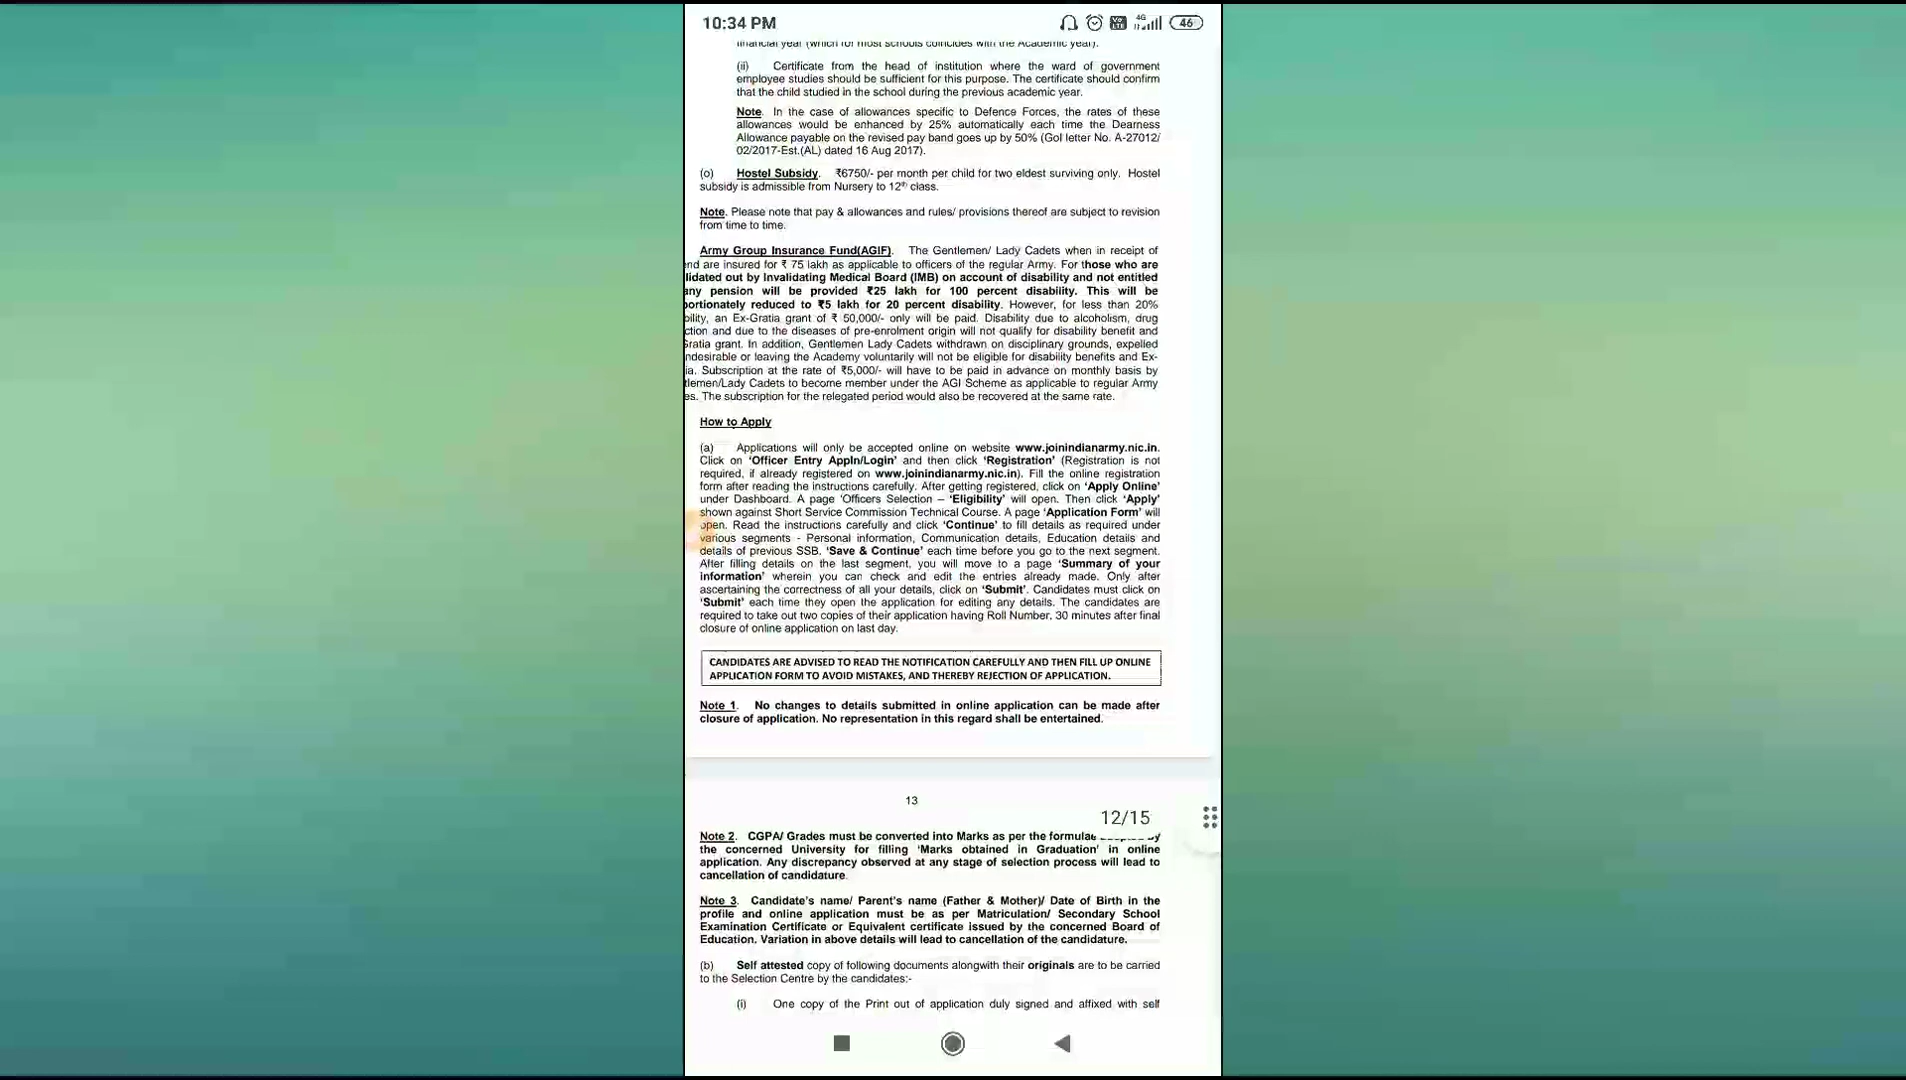 10:34 PM
4G
Vo LTE
46
financial year (which for most schools coincides with the Academic year).
(ii) Certificate from the head of institution where the ward of government
employee studies should be sufficient for this purpose. The certificate should confirm
that the child studied in the school during the previous academic year.
Note. In the case of allowances specific to Defence Forces, the rates of these
allowances would be enhanced by 25% automatically each time the Dearness
Allowance payable on the revised pay band goes up by 50% (GoI letter No. A-27012/
02/2017-Est.(AL) dated 16 Aug 2017).
(o) Hostel Subsidy. ₹6750/- per month per child for two eldest surviving only. Hostel
subsidy is admissible from Nursery to 12th class.
Note. Please note that pay & allowances and rules/ provisions thereof are subject to revision
from time to time.
Army Group Insurance Fund(AGIF). The Gentlemen/ Lady Cadets when in receipt of
nd are insured for ₹ 75 lakh as applicable to officers of the regular Army. For those who are
lidated out by Invalidating Medical Board (IMB) on account of disability and not entitled
any pension will be provided ₹25 lakh for 100 percent disability. This will be
portionately reduced to ₹5 lakh for 20 percent disability. However, for less than 20%
bility, an Ex-Gratia grant of ₹ 50,000/- only will be paid. Disability due to alcoholism, drug
ction and due to the diseases of pre-enrolment origin will not qualify for disability benefit and
Gratia grant. In addition, Gentlemen Lady Cadets withdrawn on disciplinary grounds, expelled
ndesirable or leaving the Academy voluntarily will not be eligible for disability benefits and Ex-
ia. Subscription at the rate of ₹5,000/- will have to be paid in advance on monthly basis by
tlemen/Lady Cadets to become member under the AGI Scheme as applicable to regular Army
es. The subscription for the relegated period would also be recovered at the same rate.
How to Apply
(a) Applications will only be accepted online on website www.joinindianarmy.nic.in.
Click on 'Officer Entry Appln/Login' and then click 'Registration' (Registration is not
required, if already registered on www.joinindianarmy.nic.in). Fill the online registration
form after reading the instructions carefully. After getting registered, click on 'Apply Online'
under Dashboard. A page 'Officers Selection – 'Eligibility' will open. Then click 'Apply'
shown against Short Service Commission Technical Course. A page 'Application Form' will
open. Read the instructions carefully and click 'Continue' to fill details as required under
various segments - Personal information, Communication details, Education details and
details of previous SSB. 'Save & Continue' each time before you go to the next segment.
After filling details on the last segment, you will move to a page 'Summary of your
information' wherein you can check and edit the entries already made. Only after
ascertaining the correctness of all your details, click on 'Submit'. Candidates must click on
'Submit' each time they open the application for editing any details. The candidates are
required to take out two copies of their application having Roll Number, 30 minutes after final
closure of online application on last day.
CANDIDATES ARE ADVISED TO READ THE NOTIFICATION CAREFULLY AND THEN FILL UP ONLINE
APPLICATION FORM TO AVOID MISTAKES, AND THEREBY REJECTION OF APPLICATION.
Note 1. No changes to details submitted in online application can be made after
closure of application. No representation in this regard shall be entertained.
13
12/15
Note 2. CGPA/ Grades must be converted into Marks as per the formulae
the concerned University for filling 'Marks obtained in Graduation' in online
application. Any discrepancy observed at any stage of selection process will lead to
cancellation of candidature.
Note 3. Candidate's name/ Parent's name (Father & Mother)/ Date of Birth in the
profile and online application must be as per Matriculation/ Secondary School
Examination Certificate or Equivalent certificate issued by the concerned Board of
Education. Variation in above details will lead to cancellation of the candidature.
(b) Self attested copy of following documents alongwith their originals are to be carried
to the Selection Centre by the candidates:-
(i) One copy of the Print out of application duly signed and affixed with self